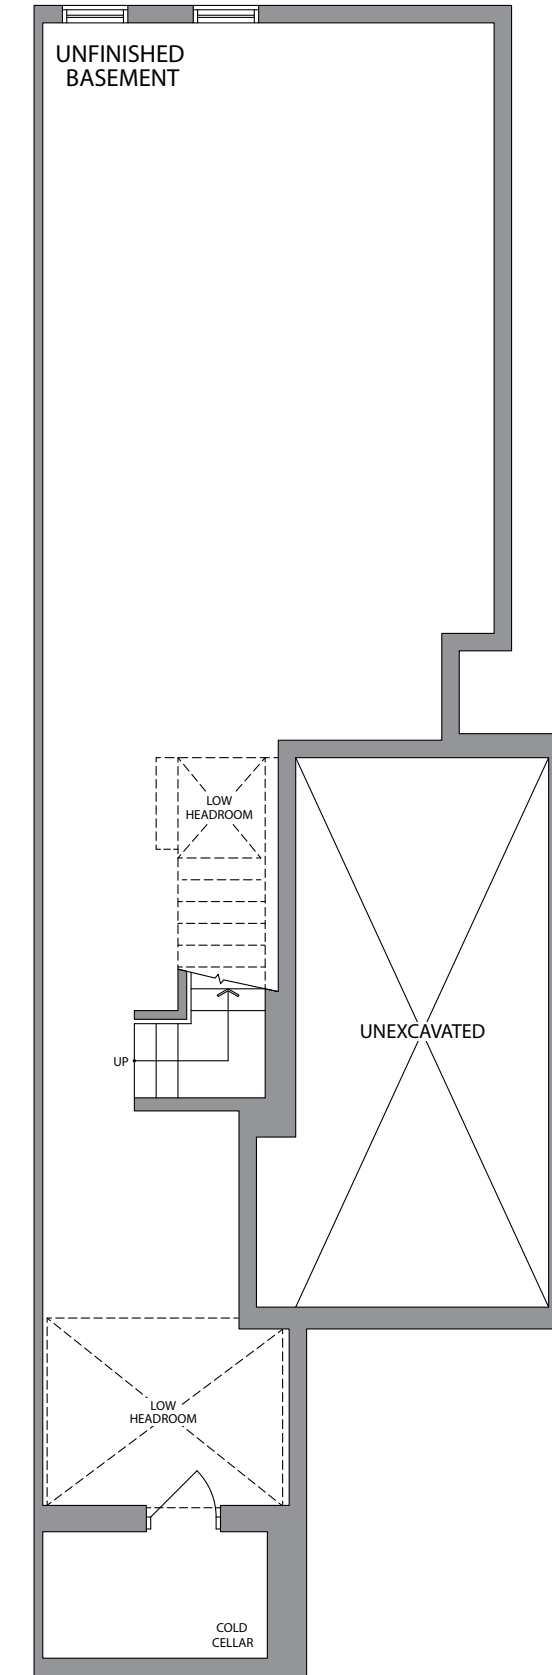 UNFINISHED
BASEMENT
LOW
HEADROOM
UNEXCAVATED
UP
LOW
HEADROOM
COLD
CELLAR